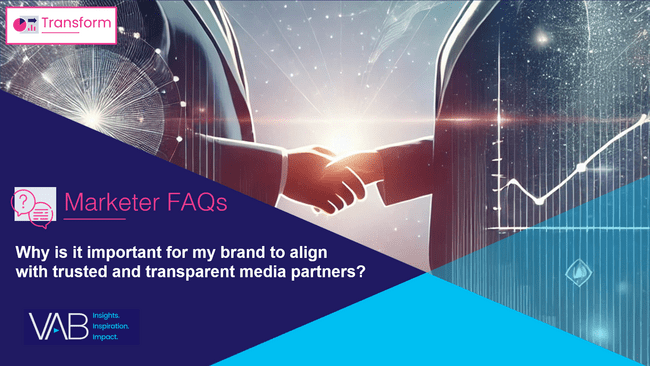 Transform
Marketer FAQs
Why is it important for my brand to align
with trusted and transparent media partners?
VAB
Insights.
Inspiration.
Impact.